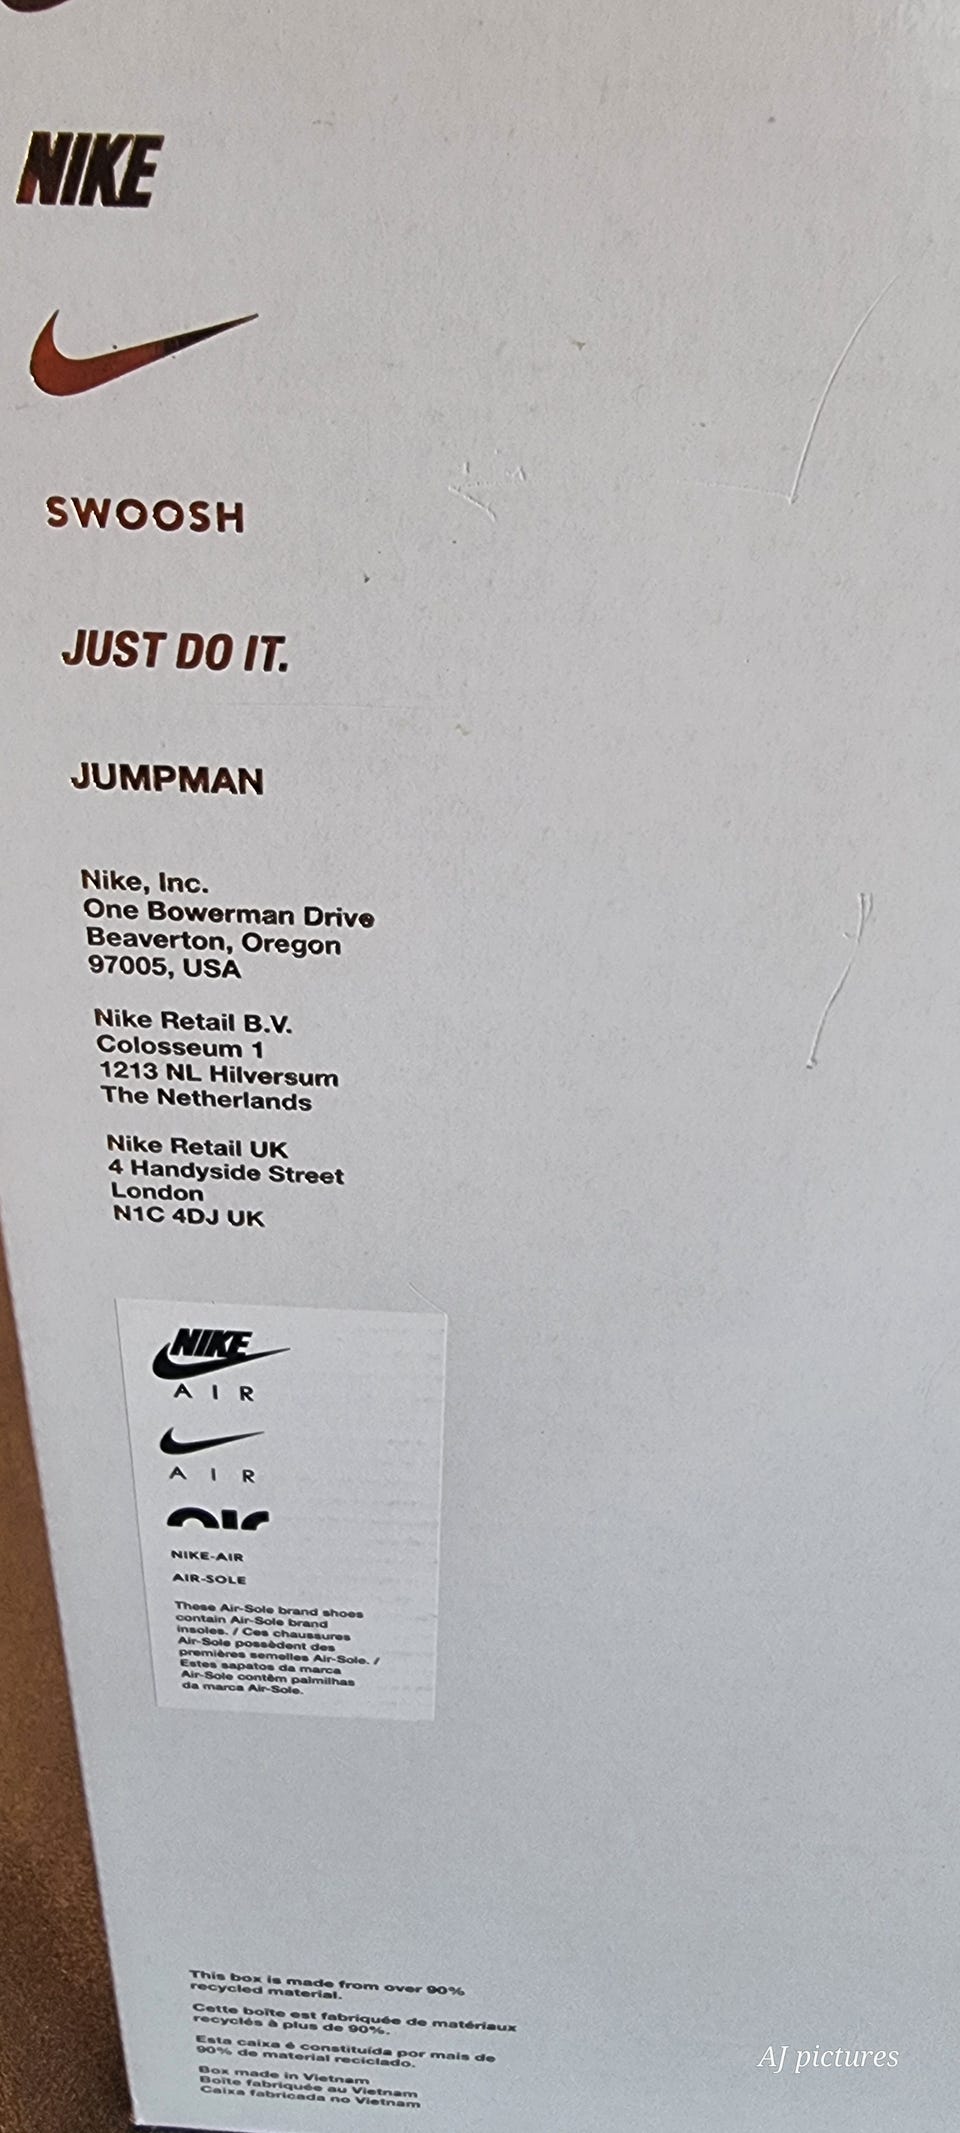 NIKE
SWOOSH
JUST DO IT.
JUMPMAN
Nike, Inc.
One Bowerman Drive
Beaverton, Oregon
97005, USA
Nike Retail B.V.
Colosseum 1
1213 NL Hilversum
The Netherlands
Nike Retail UK
4 Handyside Street
London
N1C 4DJ UK
NIKE
AIR
AIR
air
NIKE-AIR
AIR-SOLE
These Air-Sole brand shoes
contain Air-Sole brand
insoles. / Ces chaussures
Air-Sole possèdent des
premières semelles Air-Sole. /
Estes sapatos da marca
Air-Sole contêm palmilhas
da marca Air-Sole.
This box is made from over 90%
recycled material.
Cette boîte est fabriquée de matériaux
recyclés à plus de 90%.
Esta caixa é constituída por mais de
90% de material reciclado.
Box made in Vietnam
Boîte fabriquée au Vietnam
Caixa fabricada no Vietnam
AJ pictures